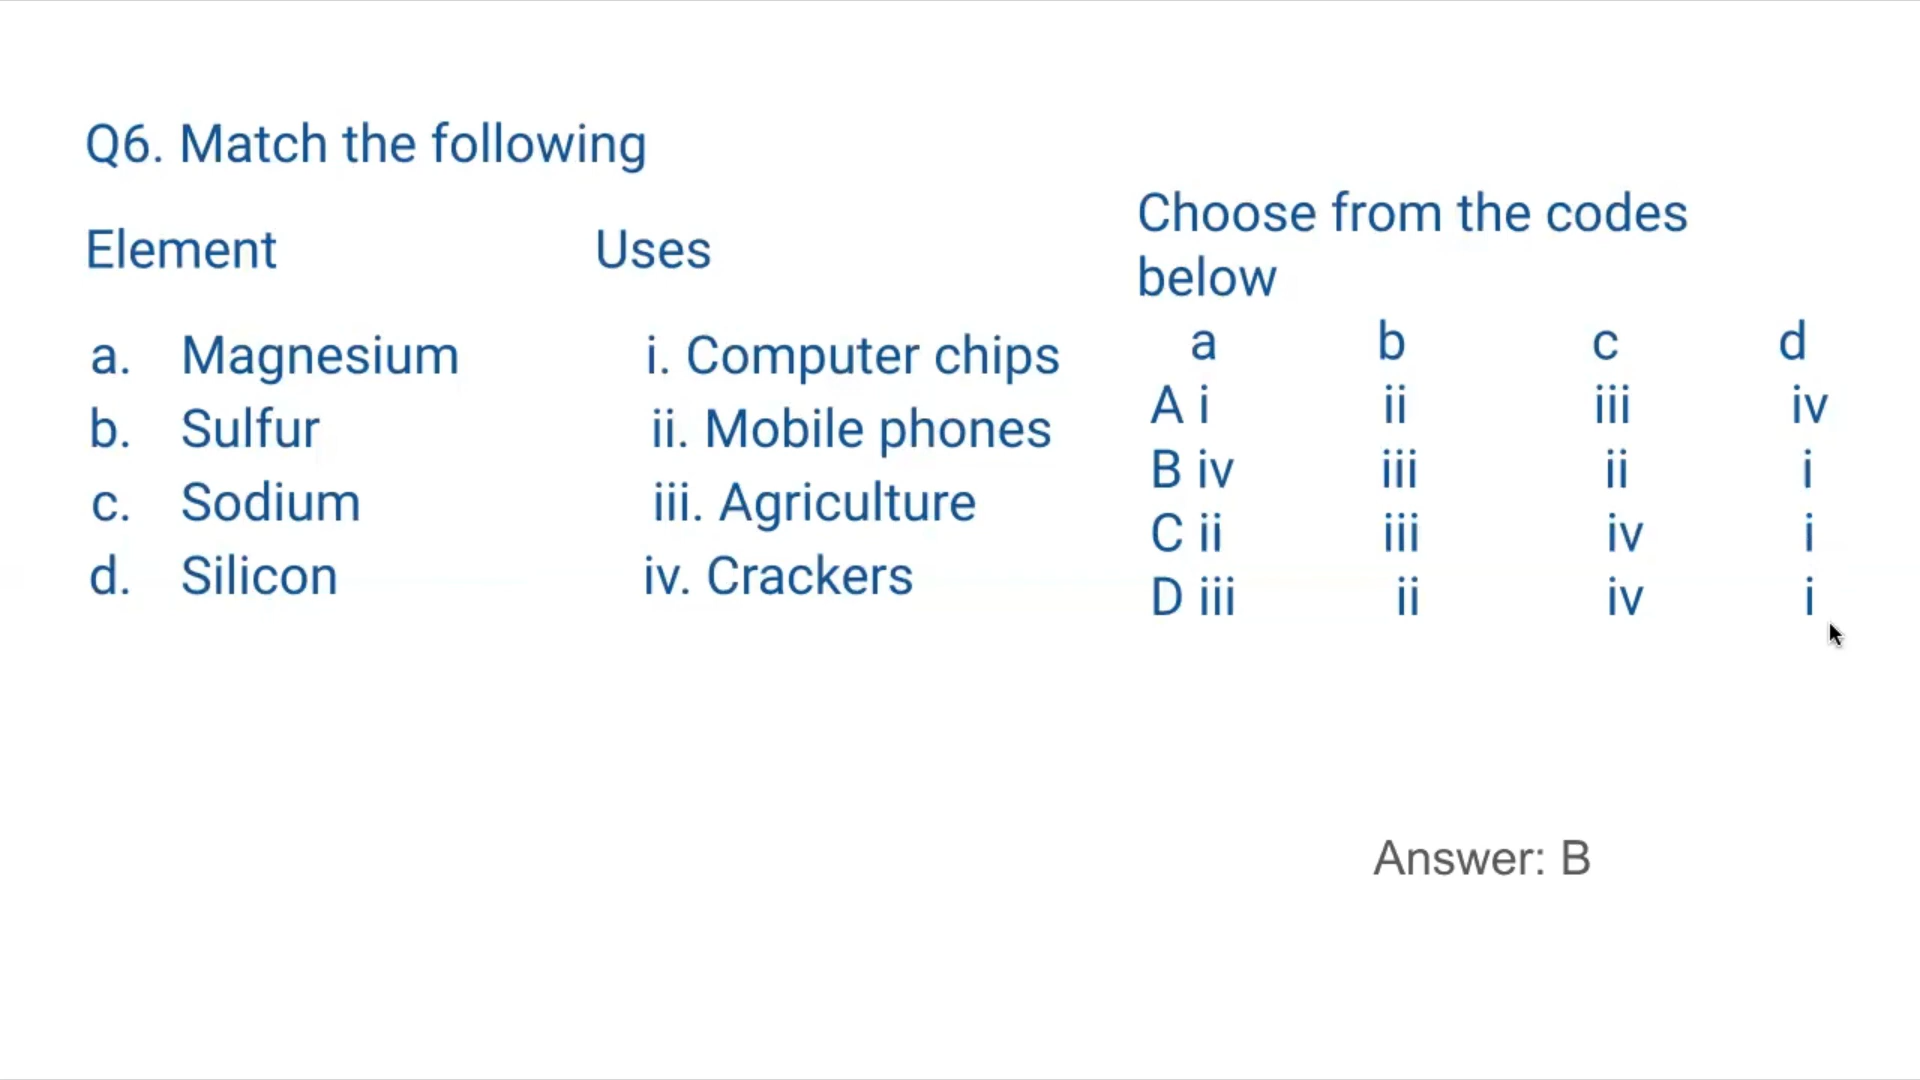 Q6. Match the following
Element Uses
a. Magnesium i. Computer chips
b. Sulfur ii. Mobile phones
c. Sodium iii. Agriculture
d. Silicon iv. Crackers
Choose from the codes
below
a b c d
A i ii iii iv
B iv iii ii i
C ii iii iv i
D iii ii iv i
Answer: B